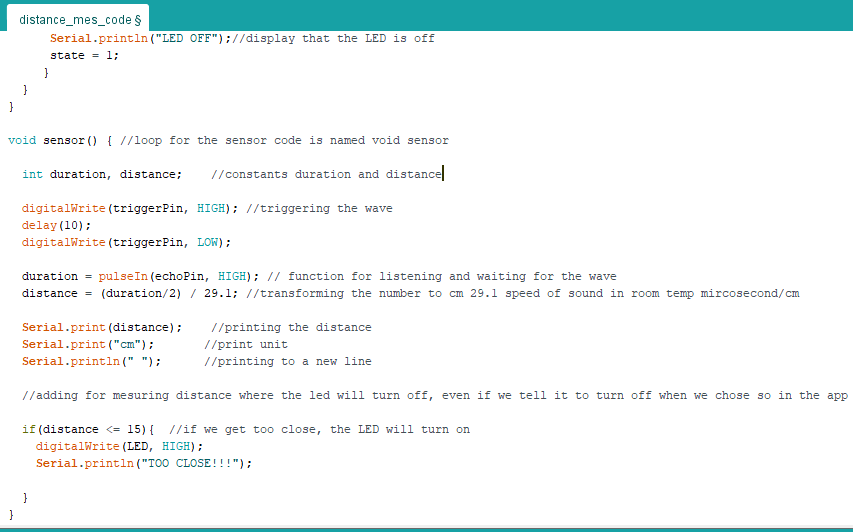 distance_mes_code §
Serial.println("LED OFF");//display that the LED is off
state = 1;
}
}
}
void sensor() { //loop for the sensor code is named void sensor
int duration, distance;    //constants duration and distance
digitalWrite(triggerPin, HIGH); //triggering the wave
delay(10);
digitalWrite(triggerPin, LOW);
duration = pulseIn(echoPin, HIGH); // function for listening and waiting for the wave
distance = (duration/2) / 29.1; //transforming the number to cm 29.1 speed of sound in room temp mircosecond/cm
Serial.print(distance);    //printing the distance
Serial.print("cm");       //print unit
Serial.println(" ");      //printing to a new line
//adding for mesuring distance where the led will turn off, even if we tell it to turn off when we chose so in the app
if(distance <= 15){  //if we get too close, the LED will turn on
digitalWrite(LED, HIGH);
Serial.println("TOO CLOSE!!!");
}
}